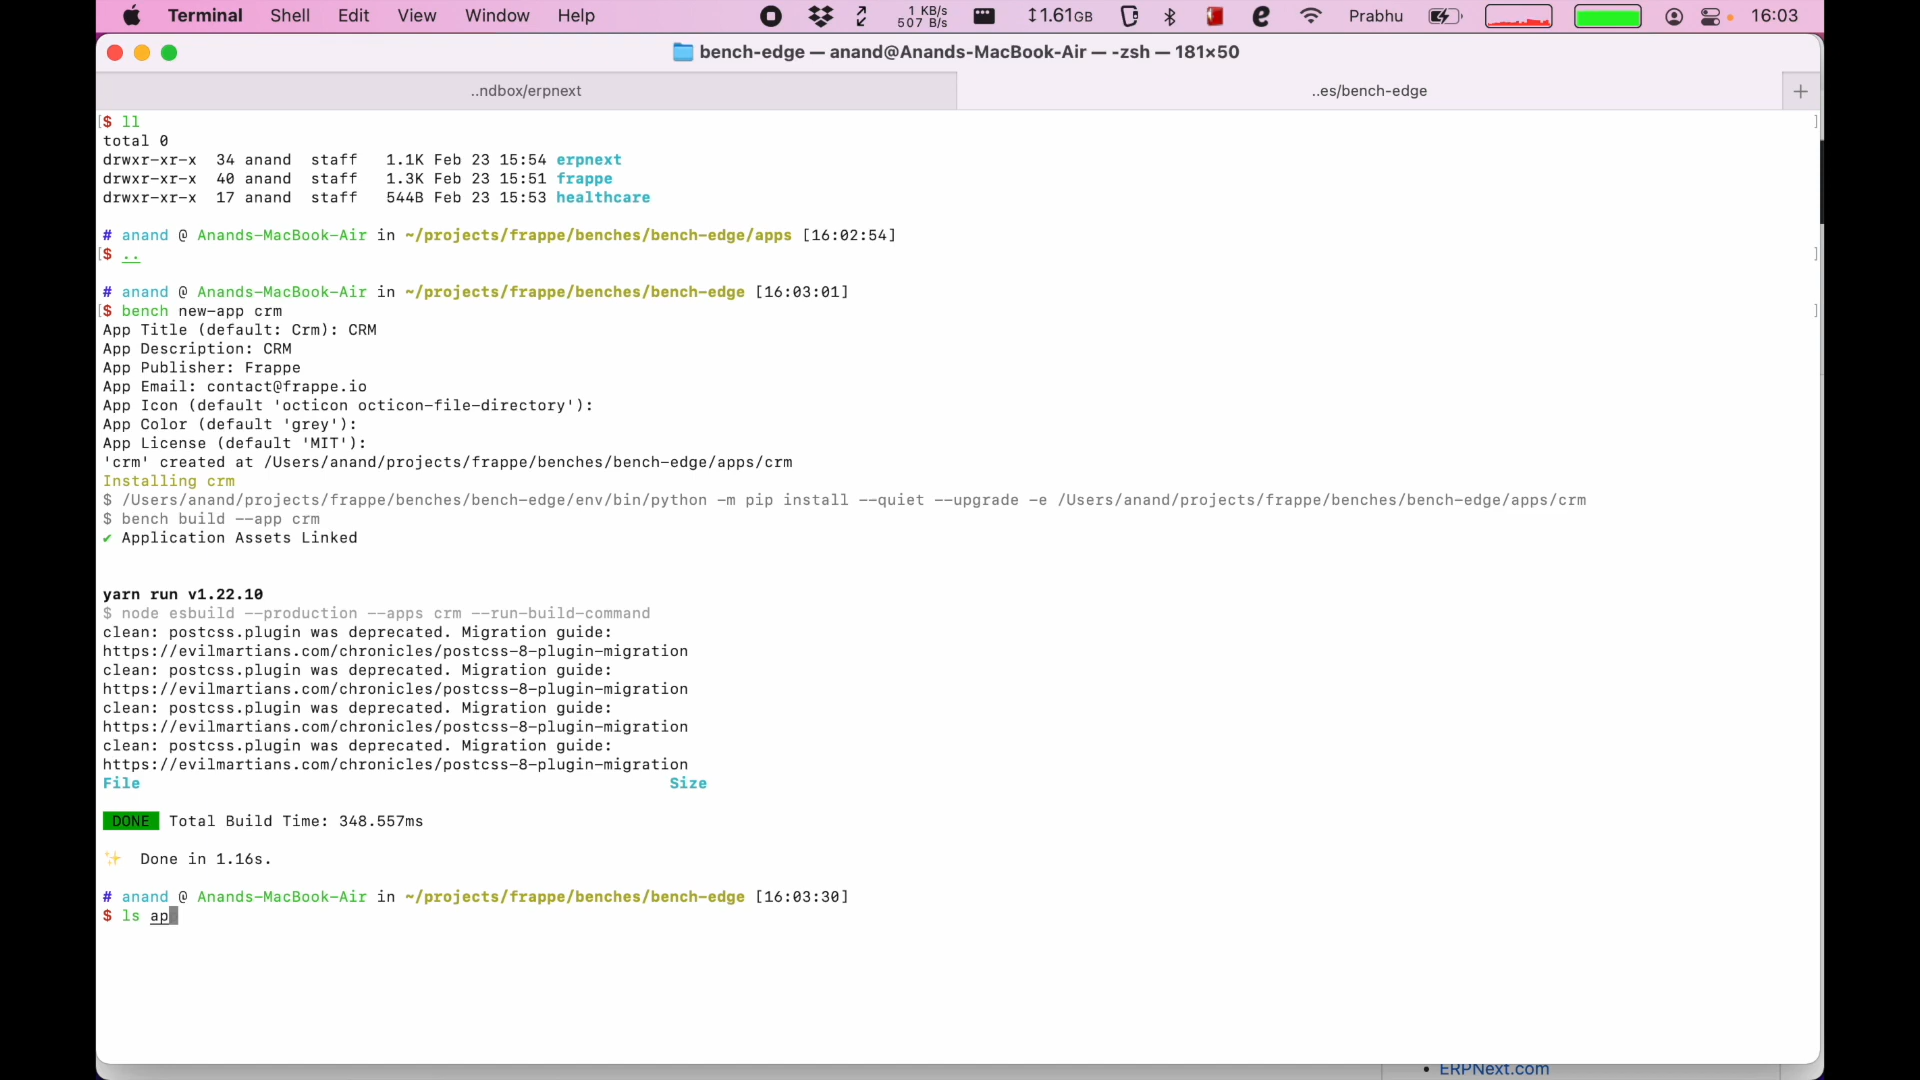 Terminal Shell Edit View Window Help 1 KB/s 507 B/s 1.61GB Prabhu 16:03
bench-edge — anand@Anands-MacBook-Air — -zsh — 181×50
..ndbox/erpnext ..es/bench-edge
[$ ll ]
total 0
drwxr-xr-x 34 anand staff 1.1K Feb 23 15:54 erpnext
drwxr-xr-x 40 anand staff 1.3K Feb 23 15:51 frappe
drwxr-xr-x 17 anand staff 544B Feb 23 15:53 healthcare
# anand @ Anands-MacBook-Air in ~/projects/frappe/benches/bench-edge/apps [16:02:54]
[$ .. ]
# anand @ Anands-MacBook-Air in ~/projects/frappe/benches/bench-edge [16:03:01]
[$ bench new-app crm ]
App Title (default: Crm): CRM
App Description: CRM
App Publisher: Frappe
App Email: contact@frappe.io
App Icon (default 'octicon octicon-file-directory'):
App Color (default 'grey'):
App License (default 'MIT'):
'crm' created at /Users/anand/projects/frappe/benches/bench-edge/apps/crm
Installing crm
$ /Users/anand/projects/frappe/benches/bench-edge/env/bin/python -m pip install --quiet --upgrade -e /Users/anand/projects/frappe/benches/bench-edge/apps/crm
$ bench build --app crm
✔ Application Assets Linked
yarn run v1.22.10
$ node esbuild --production --apps crm --run-build-command
clean: postcss.plugin was deprecated. Migration guide:
https://evilmartians.com/chronicles/postcss-8-plugin-migration
clean: postcss.plugin was deprecated. Migration guide:
https://evilmartians.com/chronicles/postcss-8-plugin-migration
clean: postcss.plugin was deprecated. Migration guide:
https://evilmartians.com/chronicles/postcss-8-plugin-migration
clean: postcss.plugin was deprecated. Migration guide:
https://evilmartians.com/chronicles/postcss-8-plugin-migration
File Size
DONE Total Build Time: 348.557ms
✨ Done in 1.16s.
# anand @ Anands-MacBook-Air in ~/projects/frappe/benches/bench-edge [16:03:30]
$ ls ap
• ERPNext.com